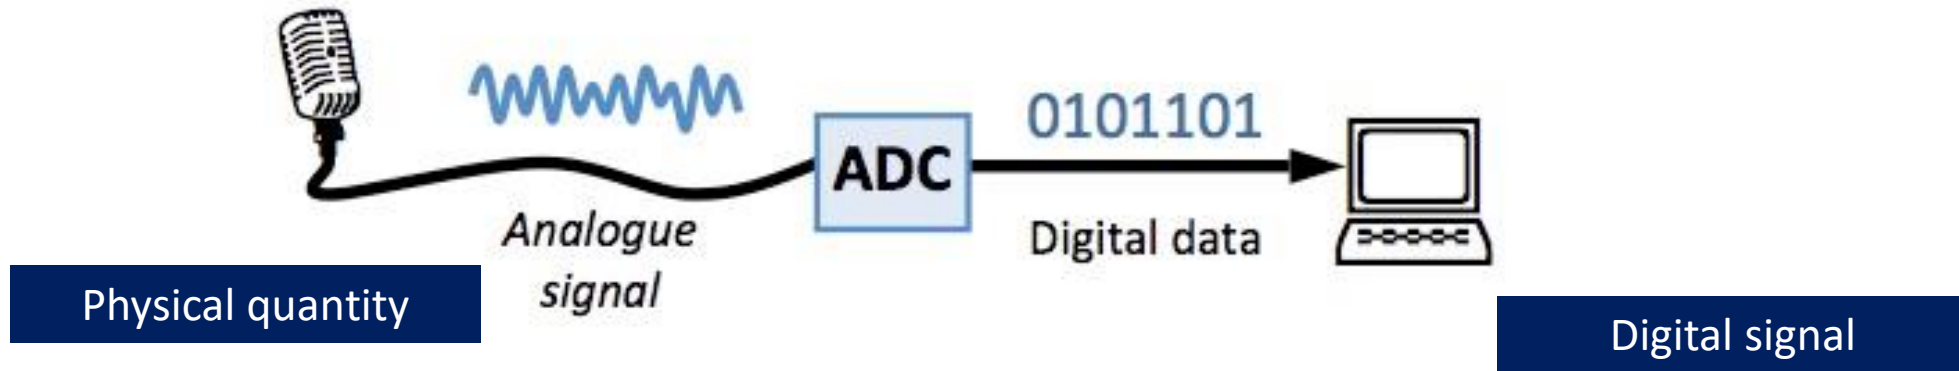 0101101
ADC
Analogue
signal
Digital data
Physical quantity
Digital signal